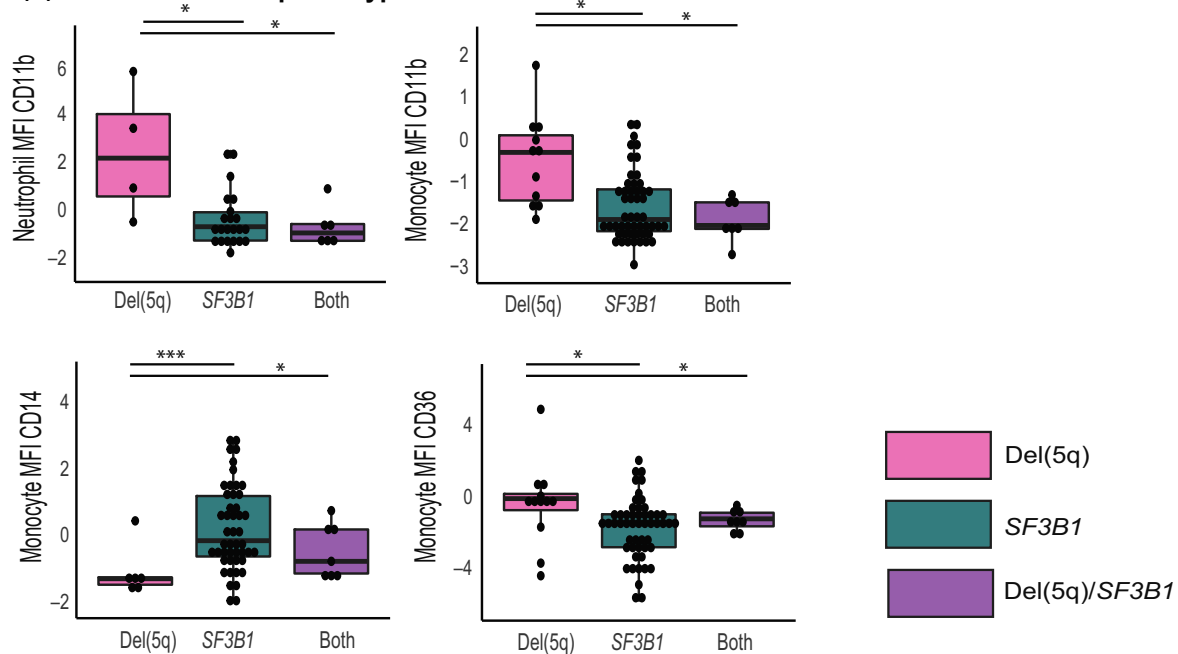 *
*
Neutrophil MFI CD11b
6
4
2
0
–2
Del(5q) SF3B1 Both
*
*
Monocyte MFI CD11b
2
1
0
–1
–2
–3
Del(5q) SF3B1 Both
***
*
Monocyte MFI CD14
4
2
0
–2
Del(5q) SF3B1 Both
*
*
Monocyte MFI CD36
4
0
–4
Del(5q) SF3B1 Both
Del(5q)
SF3B1
Del(5q)/SF3B1